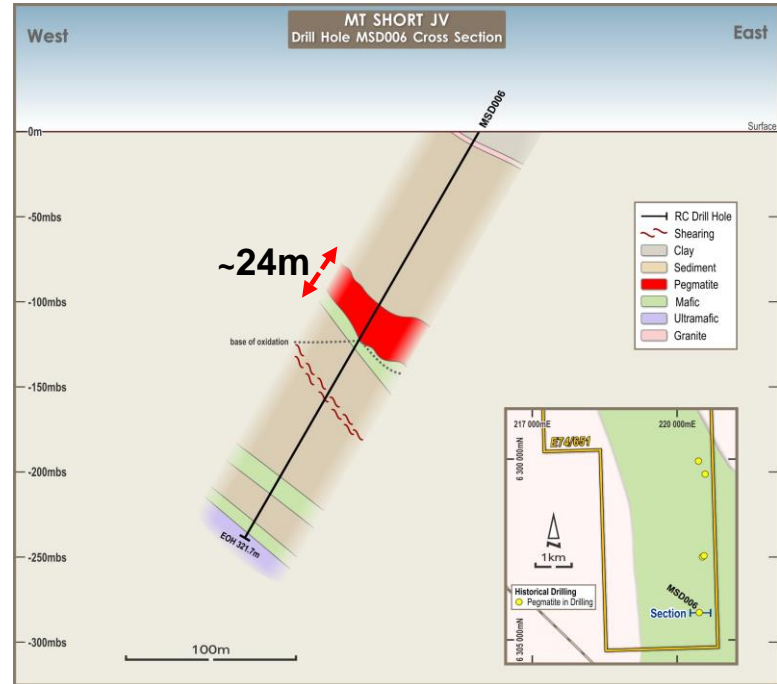 MT SHORT JV
Drill Hole MSD006 Cross Section
West
East
MSD006
0m
Surface
-50mbs
-100mbs
-150mbs
-200mbs
-250mbs
-300mbs
~24m
base of oxidation
EOH 321.7m
100m
RC Drill Hole
Shearing
Clay
Sediment
Pegmatite
Mafic
Ultramafic
Granite
217 000mE
220 000mE
E74/651
6 300 000mN
Z
1km
MSD006
Section
Historical Drilling
Pegmatite in Drilling
6 305 000mN